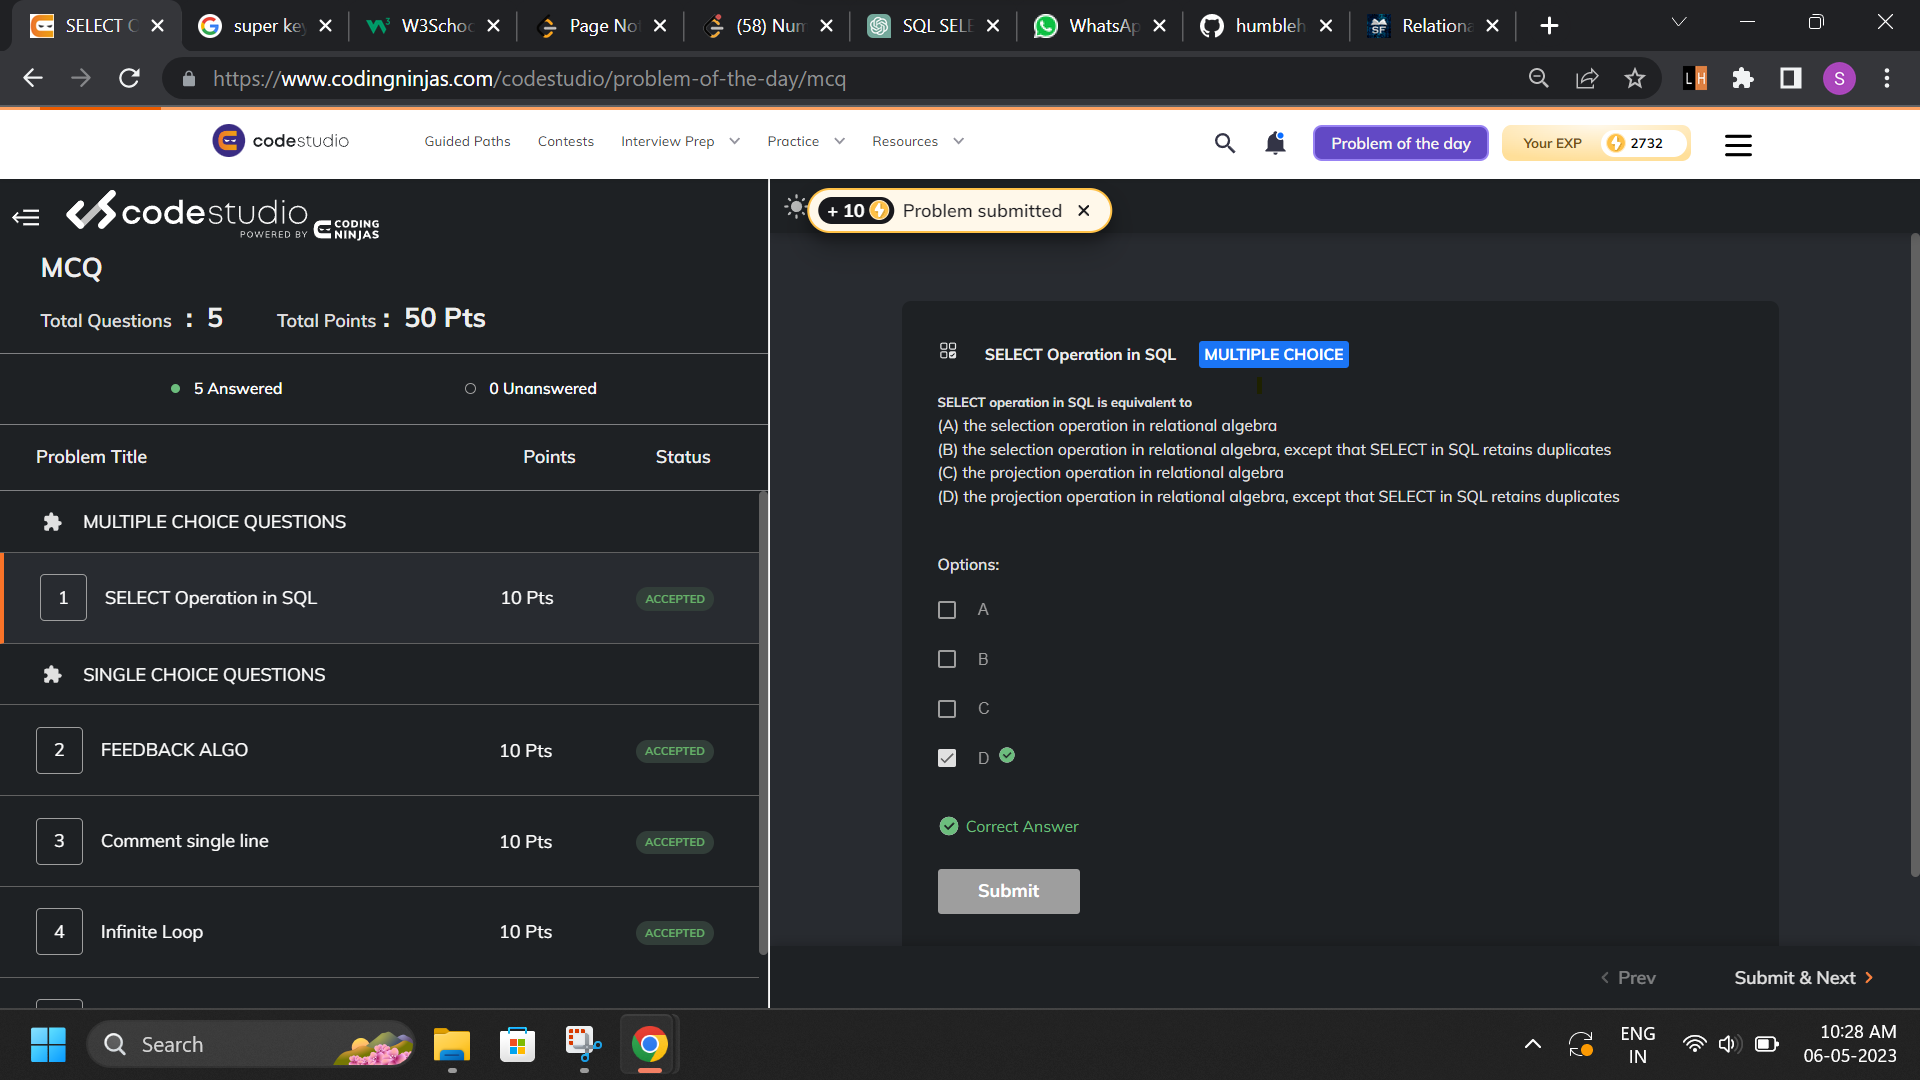 SELECT C
super key
W3Schoc
Page Not
(58) Num
SQL SELE
WhatsAp
humbleh
Relationa
https://www.codingninjas.com/codestudio/problem-of-the-day/mcq
LH
S
codestudio
Guided Paths
Contests
Interview Prep
Practice
Resources
Problem of the day
Your EXP
2732
codestudio
POWERED BY CODING NINJAS
+ 10
Problem submitted
MCQ
Total Questions : 5
Total Points : 50 Pts
5 Answered
0 Unanswered
Problem Title
Points
Status
MULTIPLE CHOICE QUESTIONS
1
SELECT Operation in SQL
10 Pts
ACCEPTED
SINGLE CHOICE QUESTIONS
2
FEEDBACK ALGO
10 Pts
ACCEPTED
3
Comment single line
10 Pts
ACCEPTED
4
Infinite Loop
10 Pts
ACCEPTED
SELECT Operation in SQL
MULTIPLE CHOICE
SELECT operation in SQL is equivalent to
(A) the selection operation in relational algebra
(B) the selection operation in relational algebra, except that SELECT in SQL retains duplicates
(C) the projection operation in relational algebra
(D) the projection operation in relational algebra, except that SELECT in SQL retains duplicates
Options:
A
B
C
D
Correct Answer
Submit
Prev
Submit & Next
Search
ENG
IN
10:28 AM
06-05-2023